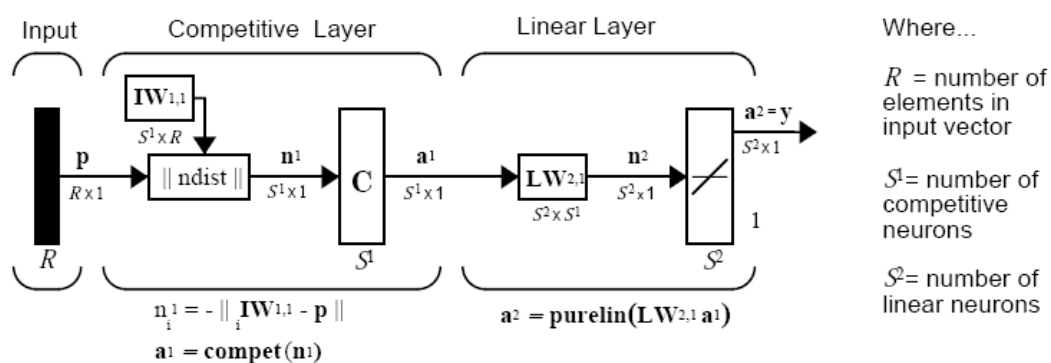 Input
Competitive Layer
Linear Layer
Where...
IW1,1
S1 x R
p
R x 1
|| ndist ||
n1
S1 x 1
C
a1
S1 x 1
LW2,1
S2 x S1
n2
S2 x 1
a2 = y
S2 x 1
1
R
S1
S2
ni1 = - || iIW1,1 - p ||
a1 = compet(n1)
a2 = purelin(LW2,1 a1)
R = number of
elements in
input vector
S1= number of
competitive
neurons
S2= number of
linear neurons